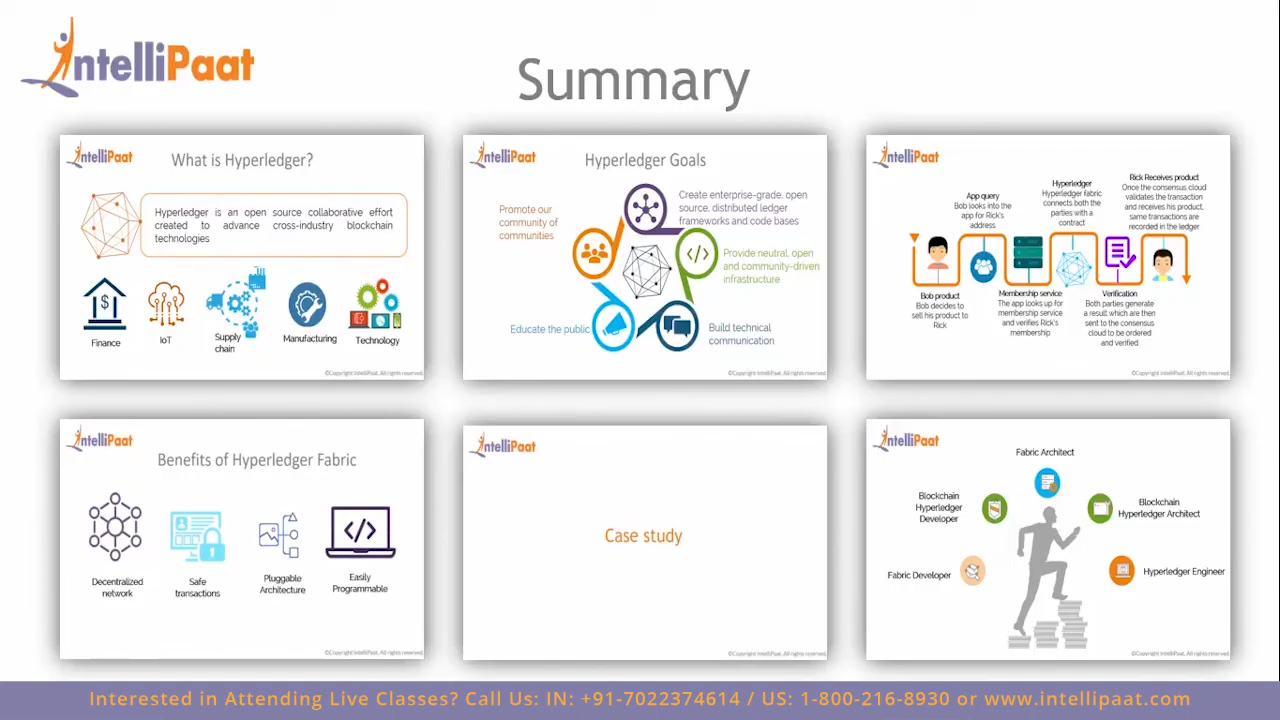 IntelliPaat
Summary
IntelliPaat
What is Hyperledger?
Hyperledger is an open source collaborative effort
created to advance cross-industry blockchain
technologies
$
Finance
IoT
Supply
chain
Manufacturing
Technology
©Copyright IntelliPaat. All rights reserved.
IntelliPaat
Hyperledger Goals
Promote our
community of
communities
Create enterprise-grade, open
source, distributed ledger
frameworks and code bases
</>
Provide neutral, open
and community-driven
infrastructure
Educate the public
Build technical
communication
©Copyright IntelliPaat. All rights reserved.
IntelliPaat
App query
Bob looks into the
app for Rick's
address
Hyperledger
Hyperledger fabric
connects both the
parties with a
contract
Rick Receives product
Once the consensus cloud
validates the transaction
and receives his product,
same transactions are
recorded in the ledger
Bob product
Bob decides to
sell his product to
Rick
Membership service
The app looks up for
membership service
and verifies Rick's
membership
Verification
Both parties generate
a result which are then
sent to the consensus
cloud to be ordered
and verified
©Copyright IntelliPaat. All rights reserved.
IntelliPaat
Benefits of Hyperledger Fabric
</>
Decentralized
network
Safe
transactions
Pluggable
Architecture
Easily
Programmable
©Copyright IntelliPaat. All rights reserved.
IntelliPaat
Case study
©Copyright IntelliPaat. All rights reserved.
IntelliPaat
Fabric Architect
Blockchain
Hyperledger
Developer
Blockchain
Hyperledger Architect
Fabric Developer
Hyperledger Engineer
©Copyright IntelliPaat. All rights reserved.
Interested in Attending Live Classes? Call Us: IN: +91-7022374614 / US: 1-800-216-8930 or www.intellipaat.com